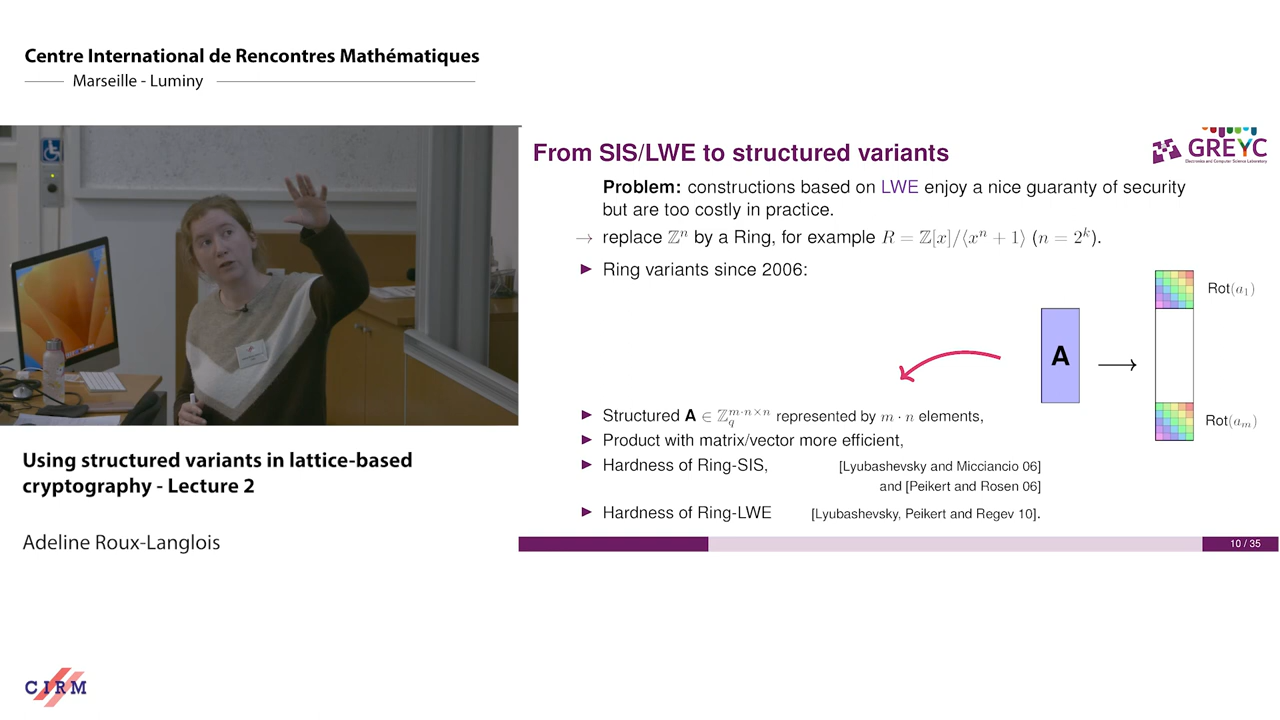 Centre International de Rencontres Mathématiques
Marseille - Luminy
From SIS/LWE to structured variants
GREYC
Electronics and Computer Science Laboratory
Problem: constructions based on LWE enjoy a nice guaranty of security
but are too costly in practice.
→ replace ℤⁿ by a Ring, for example R = ℤ[x]/⟨xⁿ + 1⟩ (n = 2ᵏ).
► Ring variants since 2006:
Rot(a₁)
A
Rot(aₘ)
► Structured A ∈ ℤ_q^{m·n×n} represented by m · n elements,
► Product with matrix/vector more efficient,
► Hardness of Ring-SIS, [Lyubashevsky and Micciancio 06]
and [Peikert and Rosen 06]
► Hardness of Ring-LWE [Lyubashevsky, Peikert and Regev 10].
10 / 35
Using structured variants in lattice-based
cryptography - Lecture 2
Adeline Roux-Langlois
CIRM